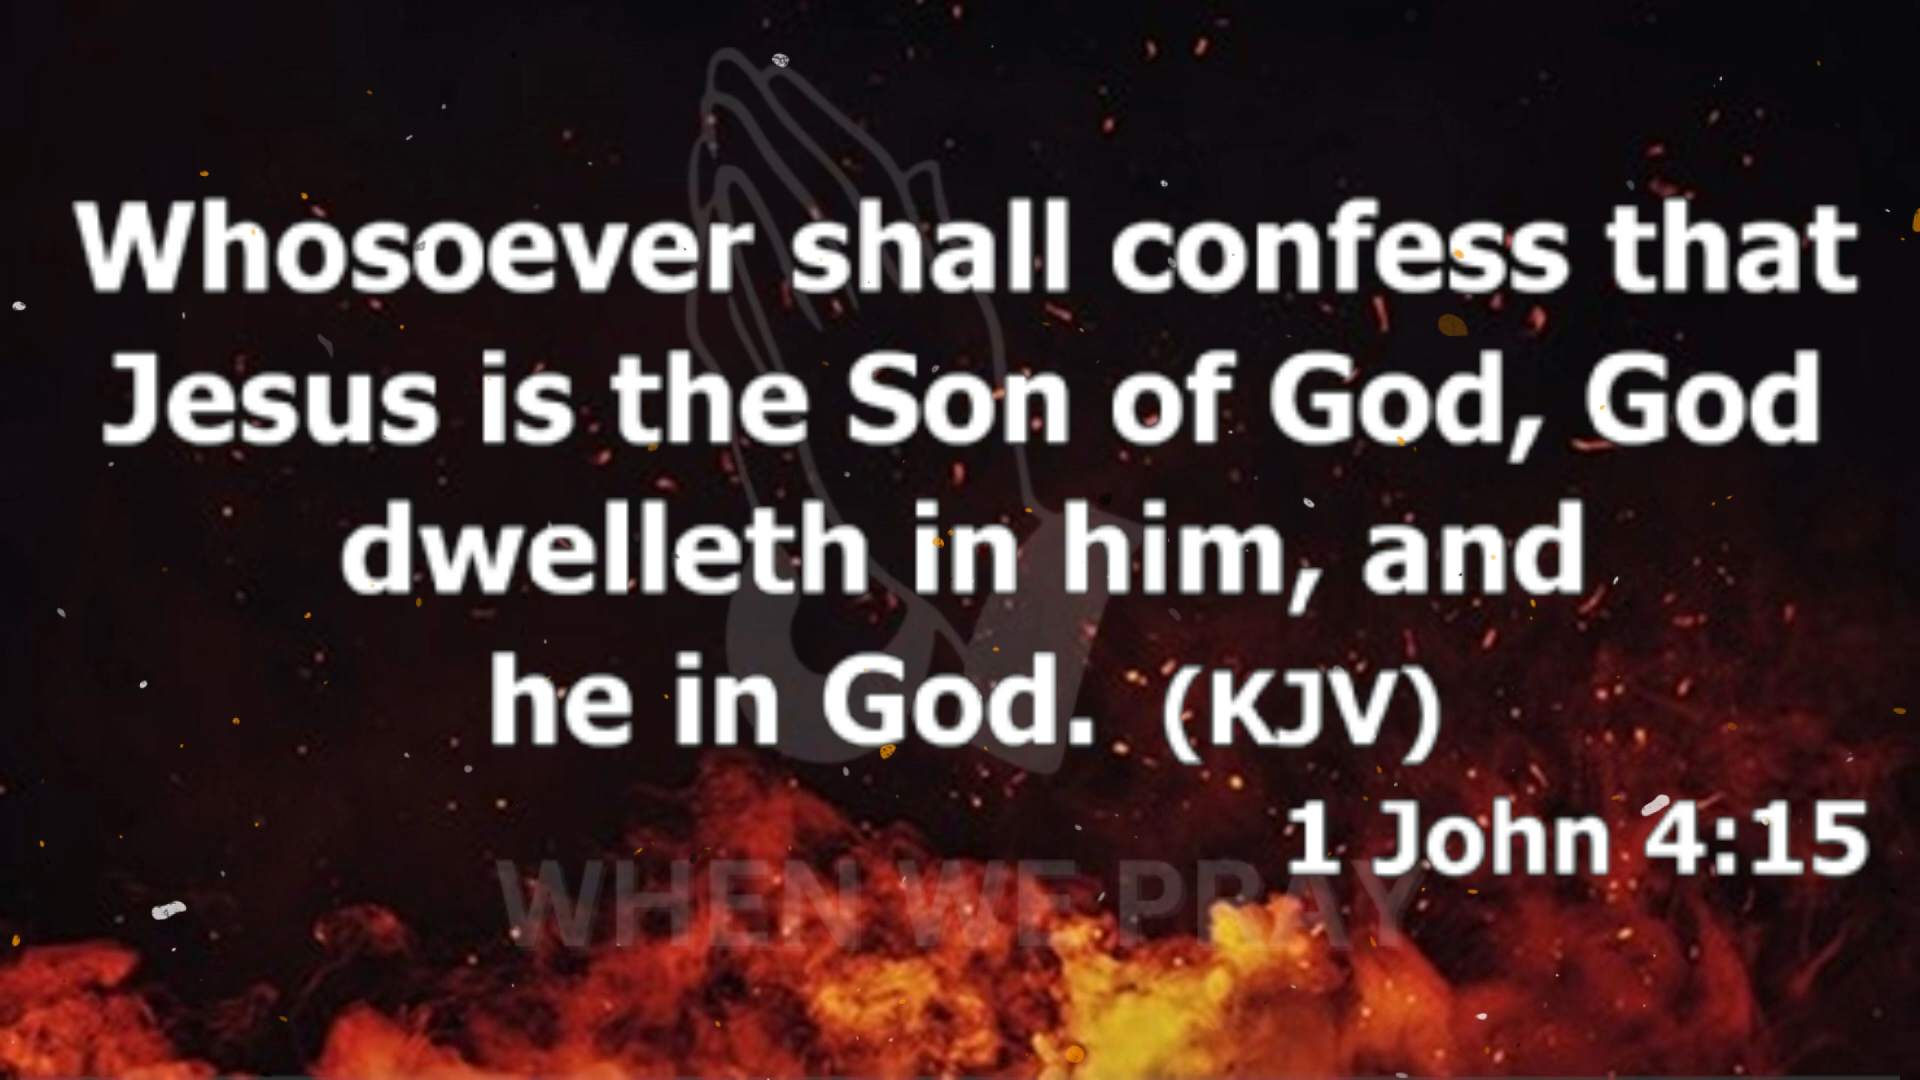 Whosoever shall confess that
Jesus is the Son of God, God
dwelleth in him, and
he in God. (KJV)
1 John 4:15
WHEN WE PRAY